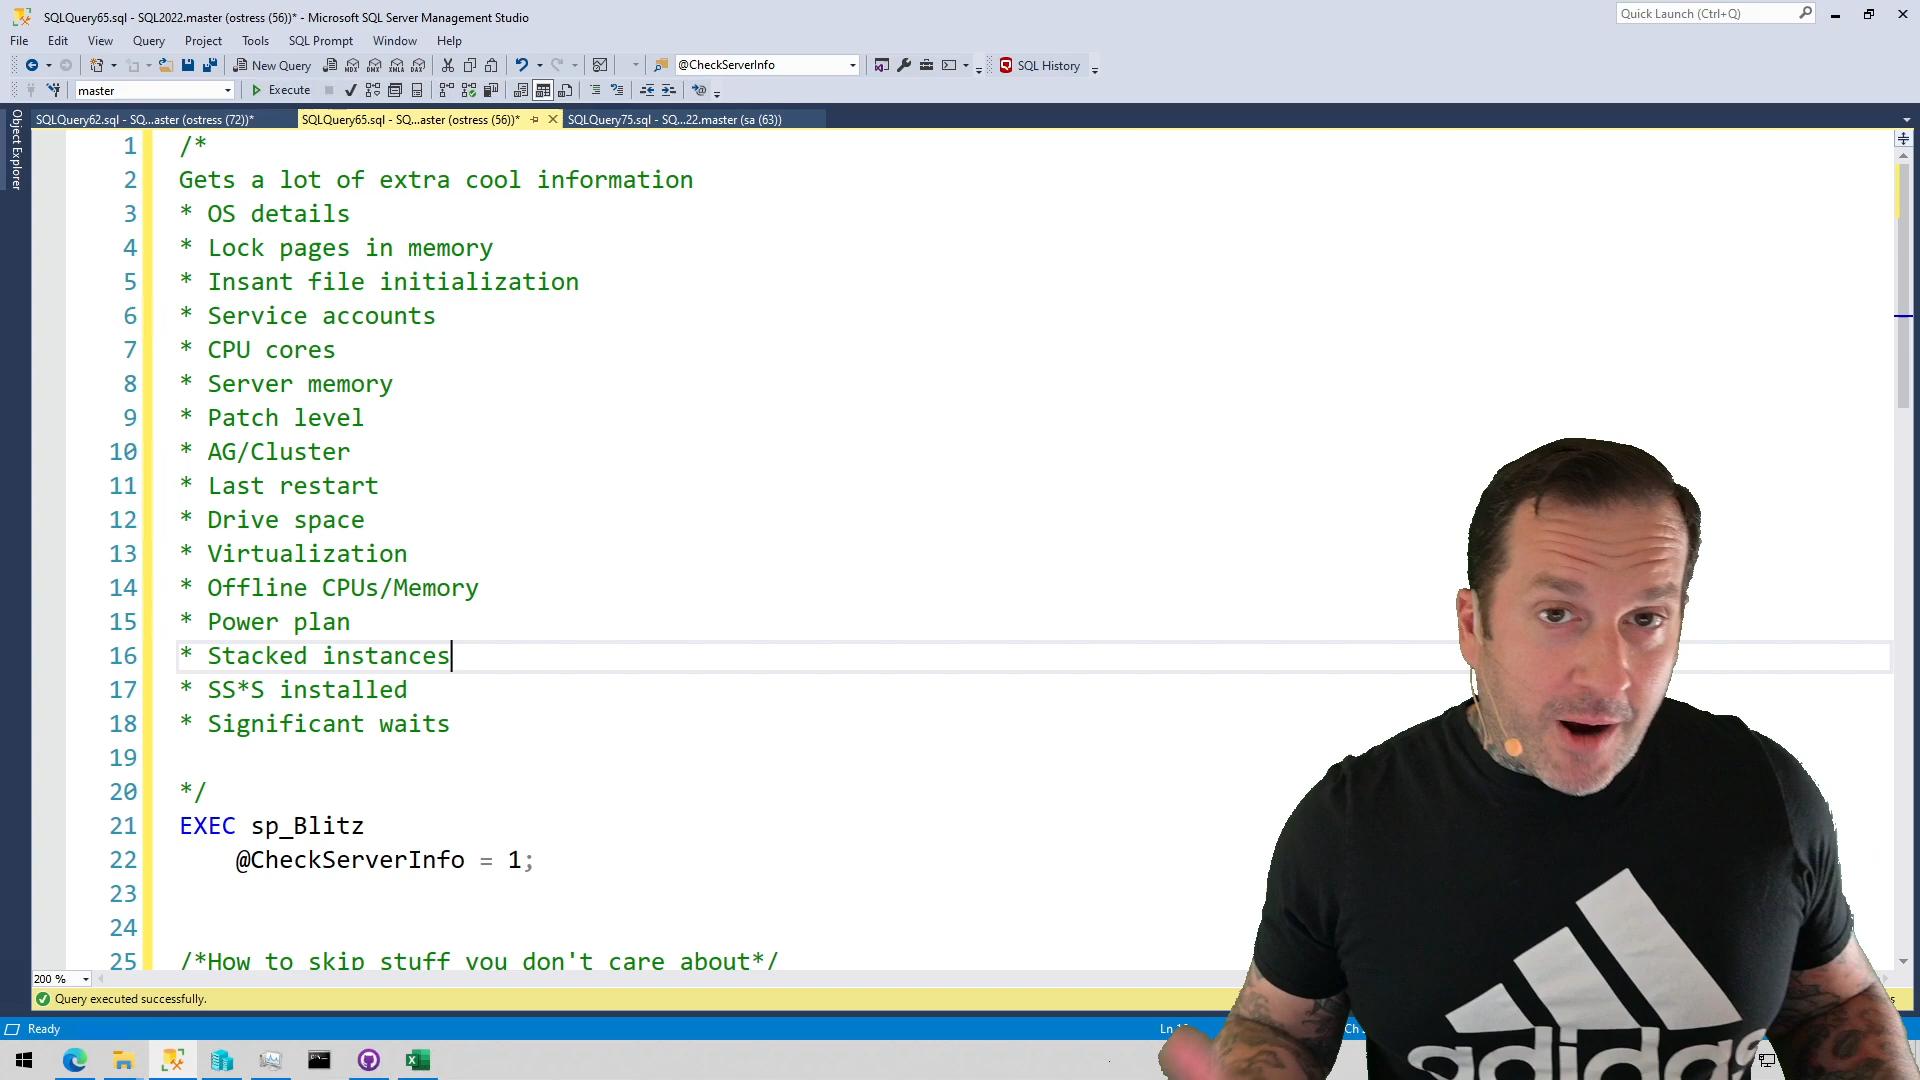 SQLQuery65.sql - SQL2022.master (ostress (56))* - Microsoft SQL Server Management Studio
Quick Launch (Ctrl+Q)
File Edit View Query Project Tools SQL Prompt Window Help
New Query
MDX DMX XMLA DAX
@CheckServerInfo
SQL History
master
Execute
SQLQuery62.sql - SQ...aster (ostress (72))*
SQLQuery65.sql - SQ...aster (ostress (56))*
SQLQuery75.sql - SQ...22.master (sa (63))
Object Explorer
1 /*
2 Gets a lot of extra cool information
3 * OS details
4 * Lock pages in memory
5 * Insant file initialization
6 * Service accounts
7 * CPU cores
8 * Server memory
9 * Patch level
10 * AG/Cluster
11 * Last restart
12 * Drive space
13 * Virtualization
14 * Offline CPUs/Memory
15 * Power plan
16 * Stacked instances
17 * SS*S installed
18 * Significant waits
19
20 */
21 EXEC sp_Blitz
22 @CheckServerInfo = 1;
23
24
25 /*How to skip stuff you don't care about*/
200 %
Query executed successfully.
Ready
Ln
Ch
adidas